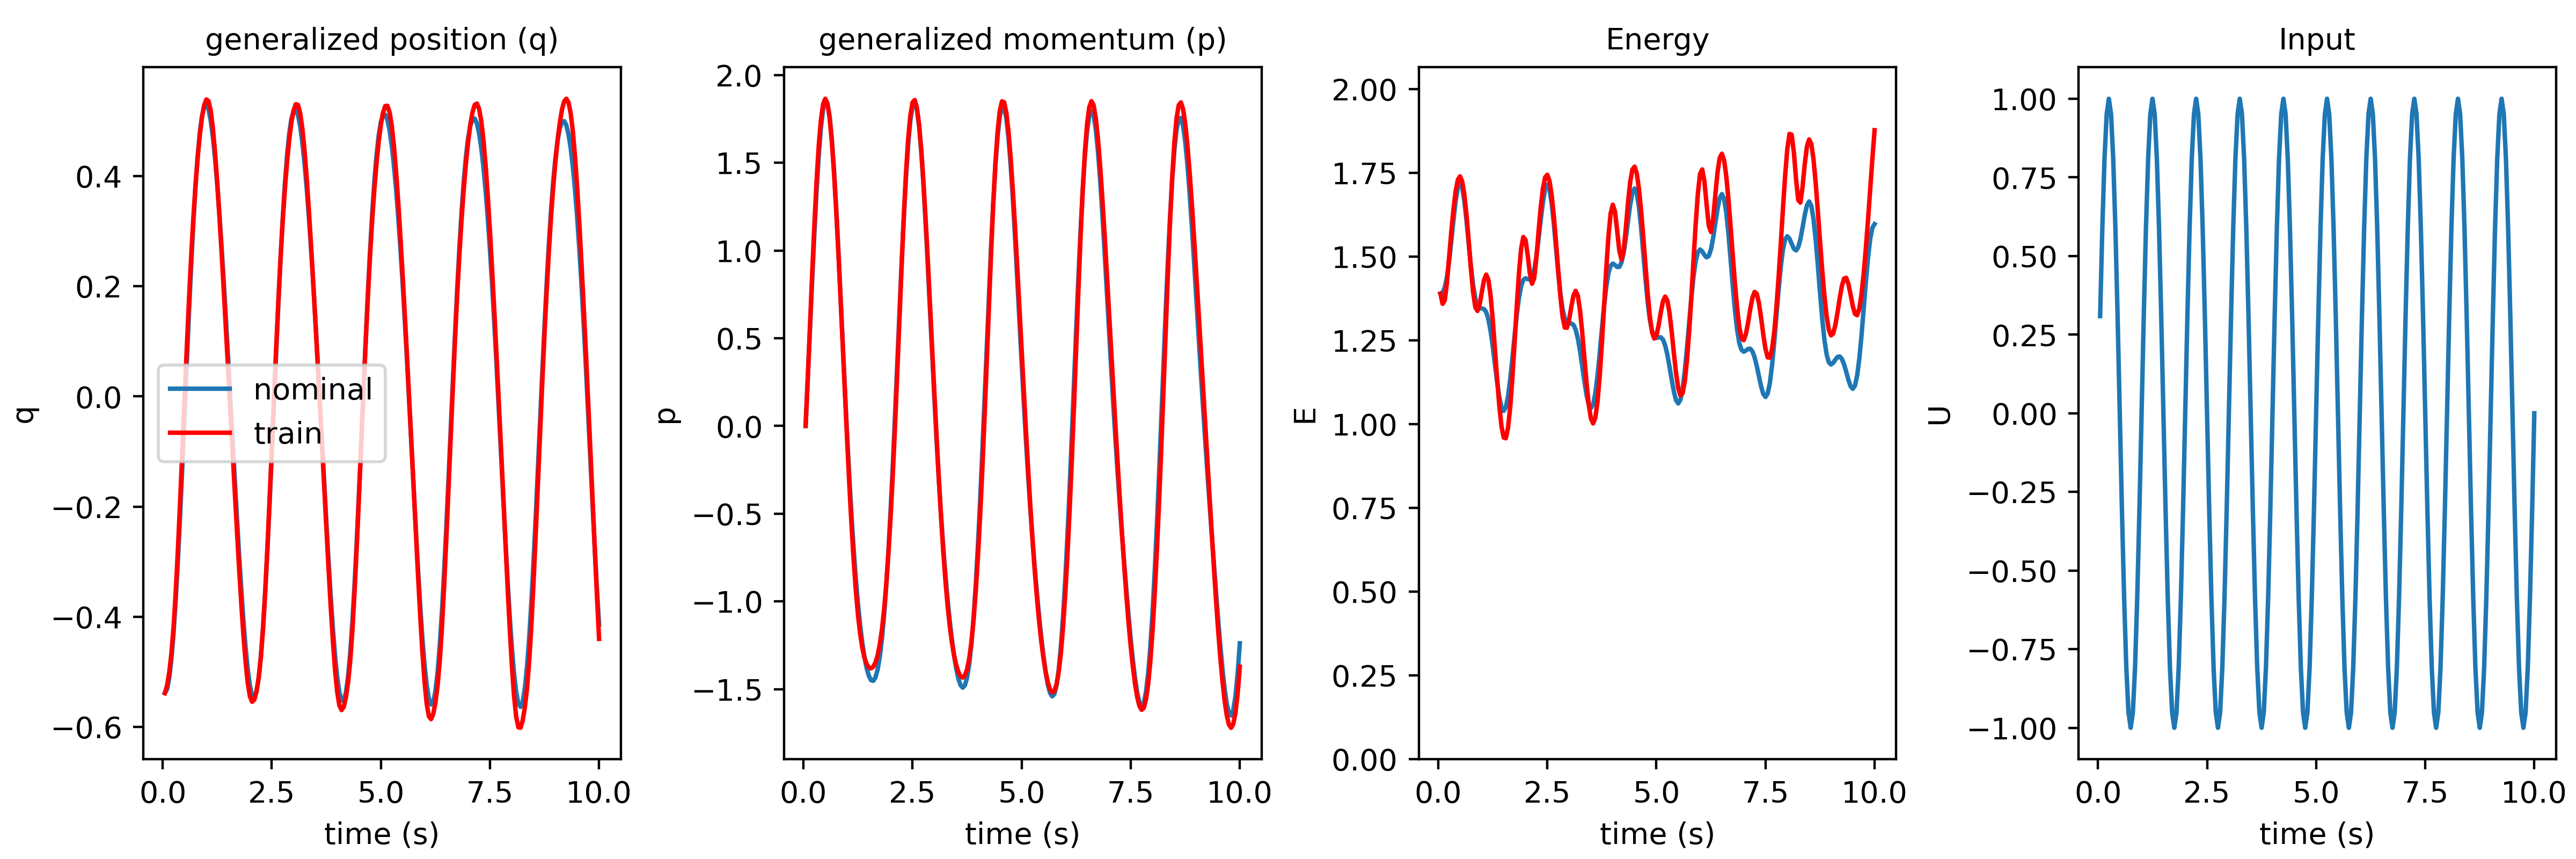 generalized position (q)
q
0.4
0.2
0.0
−0.2
−0.4
−0.6
nominal
train
0.0 2.5 5.0 7.5 10.0
time (s)
generalized momentum (p)
p
2.0
1.5
1.0
0.5
0.0
−0.5
−1.0
−1.5
0.0 2.5 5.0 7.5 10.0
time (s)
Energy
E
2.00
1.75
1.50
1.25
1.00
0.75
0.50
0.25
0.00
0.0 2.5 5.0 7.5 10.0
time (s)
Input
U
1.00
0.75
0.50
0.25
0.00
−0.25
−0.50
−0.75
−1.00
0.0 2.5 5.0 7.5 10.0
time (s)